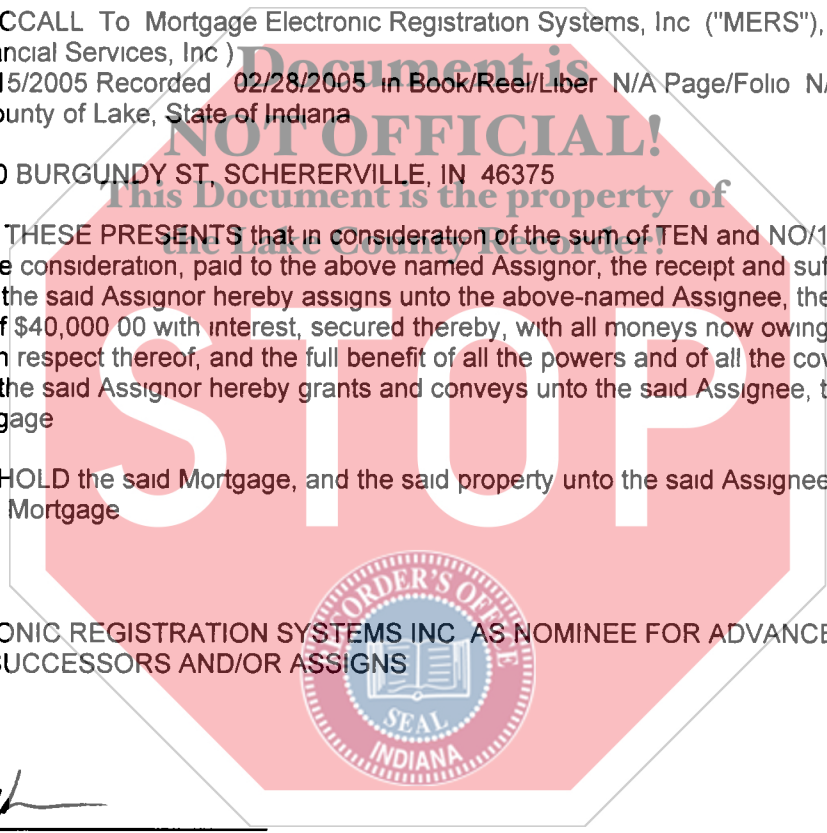 CCALL To Mortgage Electronic Registration Systems, Inc ("MERS"),
ancial Services, Inc )
Document is
15/2005 Recorded 02/28/2005 in Book/Reel/Liber N/A Page/Folio N/
ounty of Lake, State of Indiana
NOT OFFICIAL!
0 BURGUNDY ST, SCHERERVILLE, IN 46375
This Document is the property of
THESE PRESENTS that in consideration of the sum of TEN and NO/1
the Lake County Recorder!
e consideration, paid to the above named Assignor, the receipt and suf
the said Assignor hereby assigns unto the above-named Assignee, the
f $40,000 00 with interest, secured thereby, with all moneys now owing
n respect thereof, and the full benefit of all the powers and of all the cov
the said Assignor hereby grants and conveys unto the said Assignee, t
gage
STOP
HOLD the said Mortgage, and the said property unto the said Assignee
Mortgage
RECORDER'S OFFICE
ONIC REGISTRATION SYSTEMS INC AS NOMINEE FOR ADVANCE
SUCCESSORS AND/OR ASSIGNS
SEAL
INDIANA